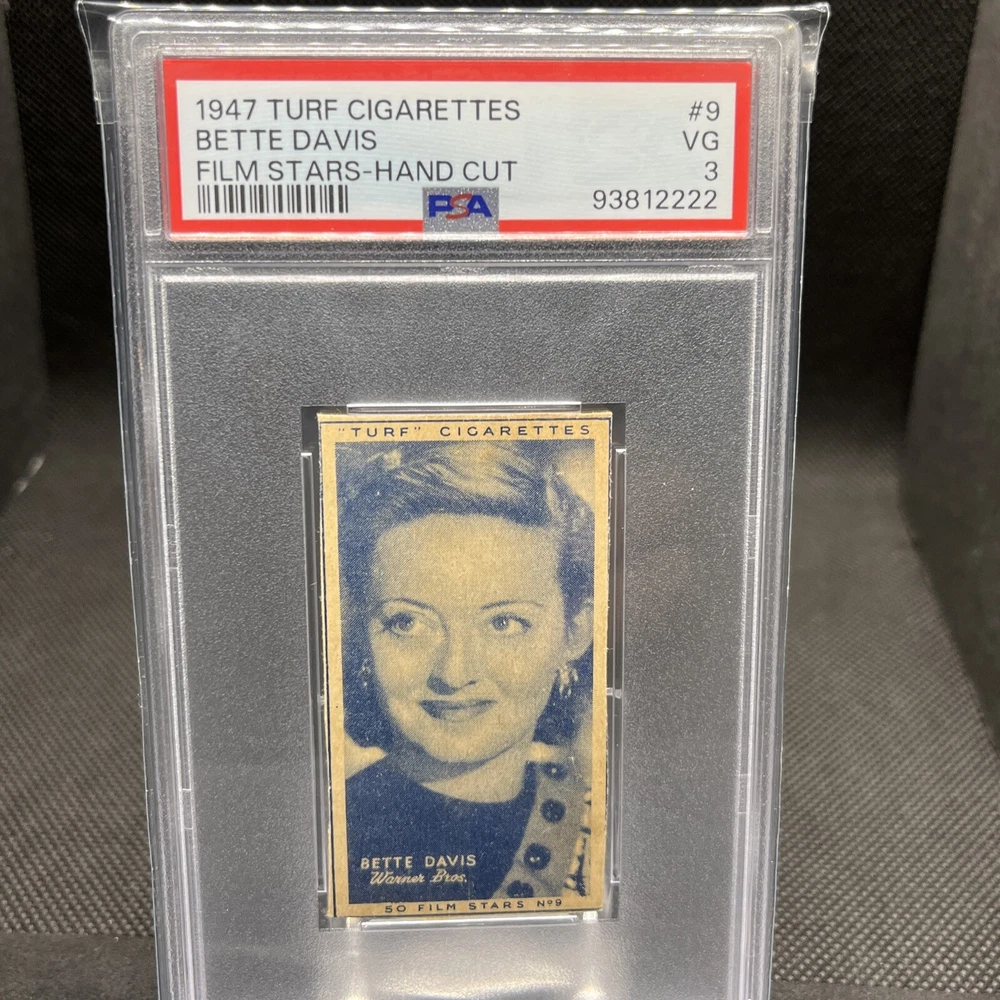 1947 TURF CIGARETTES #9
BETTE DAVIS VG
FILM STARS-HAND CUT 3
PSA 93812222
"TURF" CIGARETTES
BETTE DAVIS
Warner Bros.
50 FILM STARS Nº9